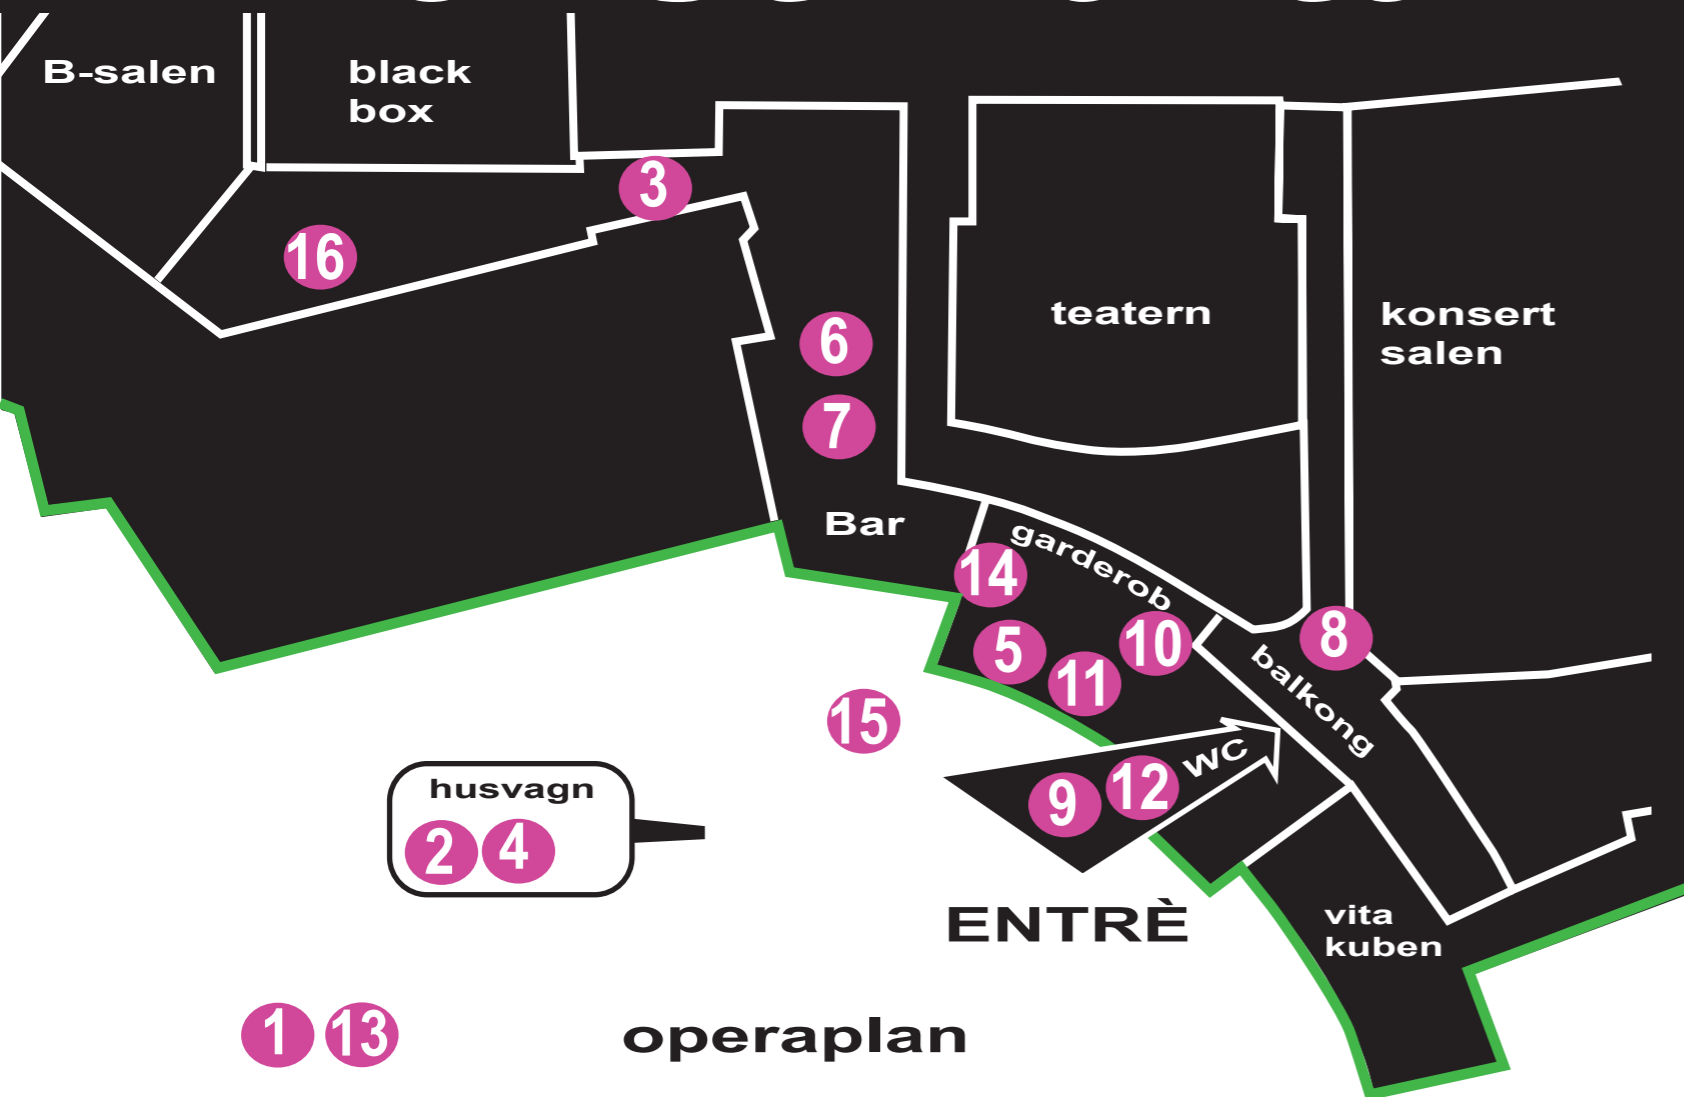 B-salen
black
box
3
16
6
7
teatern
konsert
salen
Bar
garderob
14
5
10
11
8
balkong
15
WC
9
12
husvagn
2 4
ENTRÈ
vita
kuben
1 13
operaplan